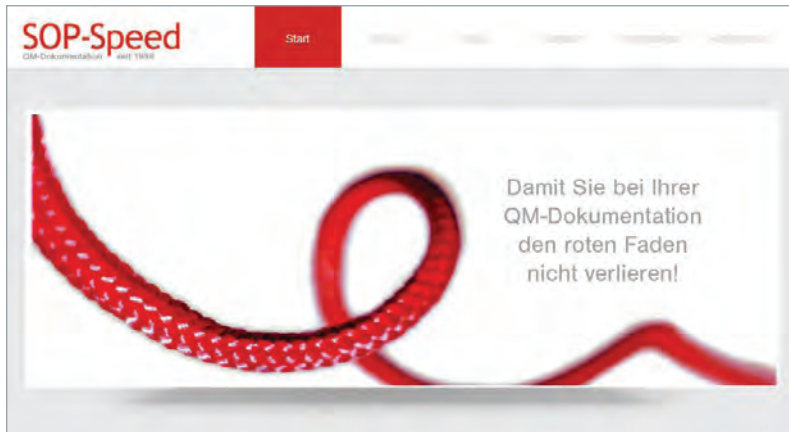 SOP-Speed
QM-Dokumentation seit 1998
Start
Damit Sie bei Ihrer
QM-Dokumentation
den roten Faden
nicht verlieren!